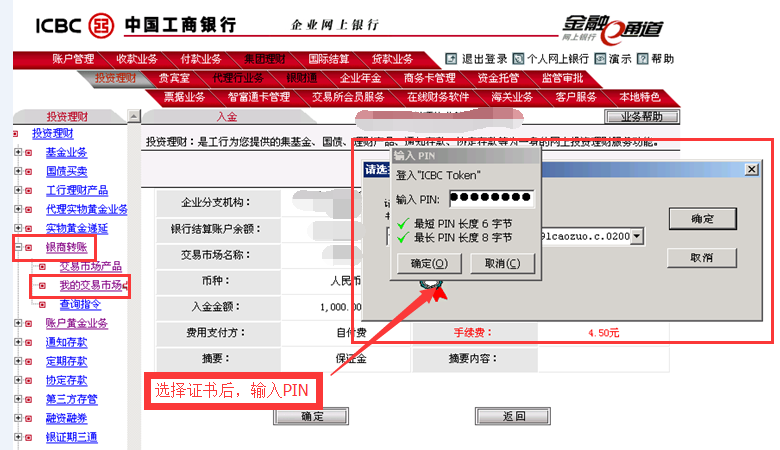 ICBC 中国工商银行 企业网上银行 金融e通道
网上银行
账户管理 收款业务 付款业务 集团理财 国际结算 贷款业务 退出登录 个人网上银行 演示 帮助
投资理财 贵宾室 代理行业务 银财通 企业年金 商务卡管理 资金托管 监管审批
票据业务 智富通卡管理 交易所会员服务 在线财务软件 海关业务 客户服务 本地特色
投资理财 入金 业务帮助
投资理财
投资理财：是工行为您提供的集基金、国债、理财产品、通知存款、协定存款等为一身的网上投资理财服务功能。
基金业务
国债买卖
工行理财产品
代理实物黄金业务
实物黄金递延
银商转账
交易市场产品
我的交易市场
查询指令
账户黄金业务
通知存款
定期存款
协定存款
第三方存管
融资融券
银证期三通
企业分支机构：
银行结算账户余额：
交易市场名称：
币种： 人民币
入金金额： 1,000.00
费用支付方： 自付费 手续费： 4.50元
摘要： 保证金 摘要内容：
确定 返回
请选
输入 PIN
登入"ICBC Token"
输入 PIN: ●●●●●●●●
最短 PIN 长度 6 字节
最长 PIN 长度 8 字节
确定(O) 取消(C)
lcaozuo.c.0200
确定
取消
选择证书后，输入PIN